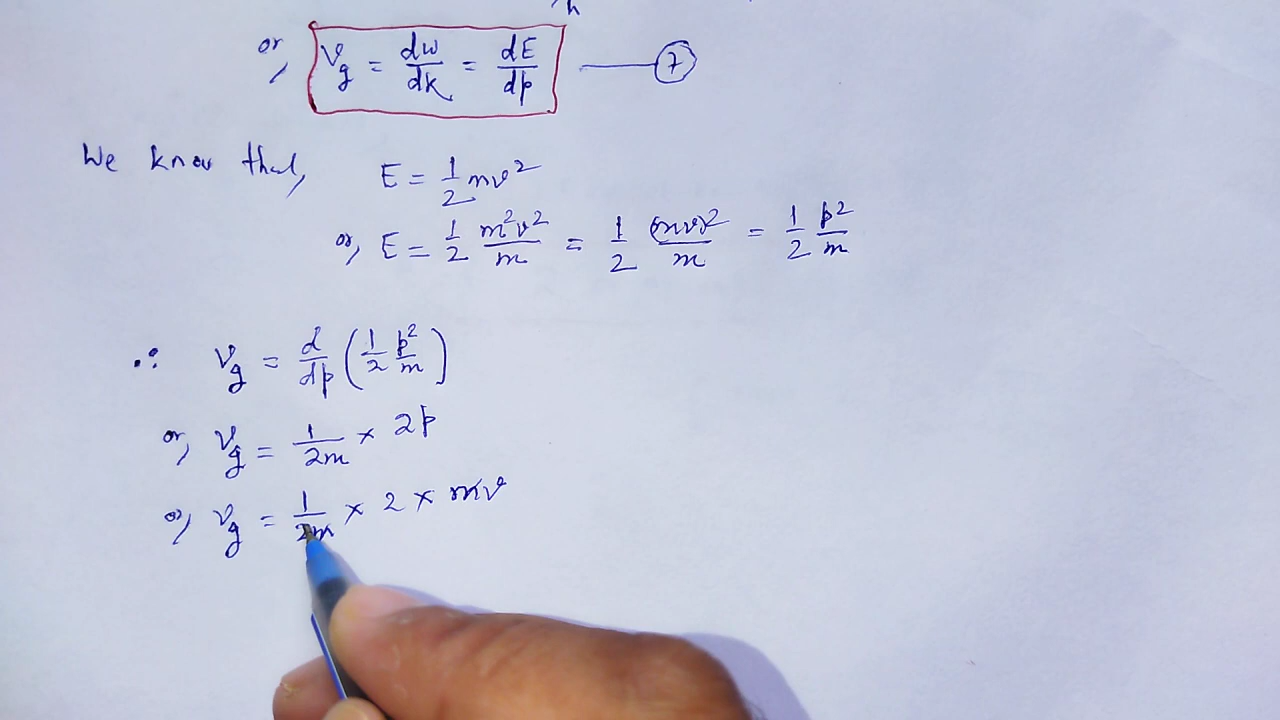 h
or, Vg = dω/dk = dE/dp —— 7
We know that, E = 1/2 mv²
or, E = 1/2 m²v²/m = 1/2 (mv)²/m = 1/2 p²/m
∴ Vg = d/dp (1/2 p²/m)
or, Vg = 1/2m × 2p
or, Vg = 1/2m × 2 × mv